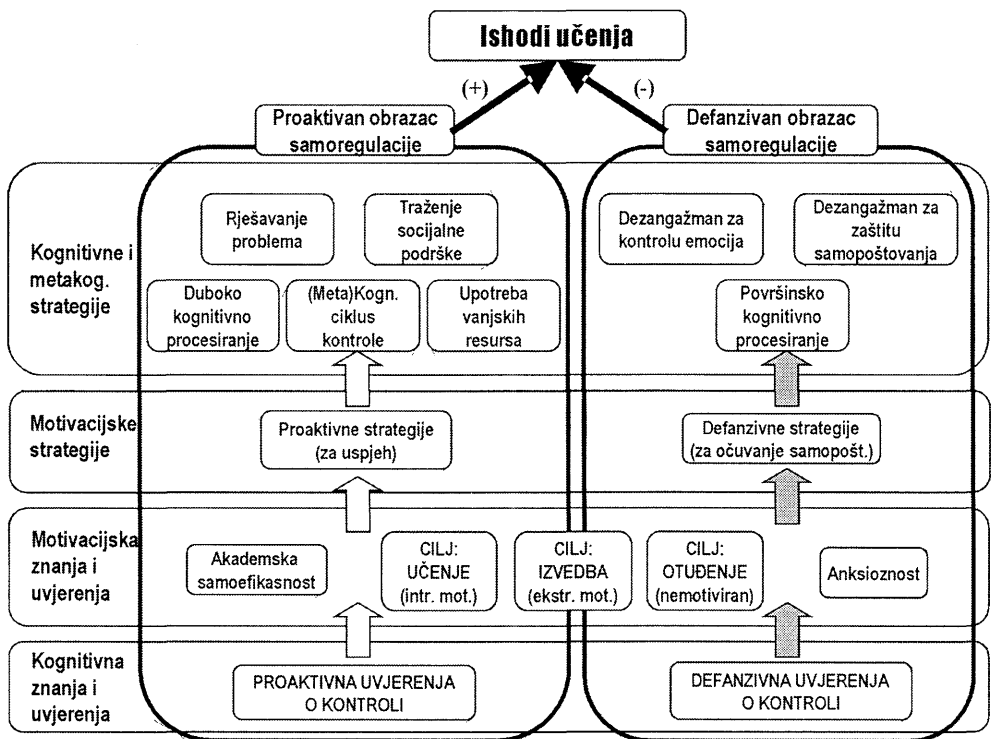 Ishodi učenja
(+)
(-)
Proaktivan obrazac
samoregulacije
Defanzivan obrazac
samoregulacije
Kognitivne i
metakog.
strategije
Rješavanje
problema
Traženje
socijalne
podrške
Dezangažman za
kontrolu emocija
Dezangažman za
zaštitu
samopoštovanja
Duboko
kognitivno
procesiranje
(Meta)Kogn.
ciklus
kontrole
Upotreba
vanjskih
resursa
Površinsko
kognitivno
procesiranje
Motivacijske
strategije
Proaktivne strategije
(za uspjeh)
Defanzivne strategije
(za očuvanje samopošt.)
Motivacijska
znanja i
uvjerenja
Akademska
samoefikasnost
CILJ:
UČENJE
(intr. mot.)
CILJ:
IZVEDBA
(ekstr. mot.)
CILJ:
OTUĐENJE
(nemotiviran)
Anksioznost
Kognitivna
znanja i
uvjerenja
PROAKTIVNA UVJERENJA
O KONTROLI
DEFANZIVNA UVJERENJA
O KONTROLI